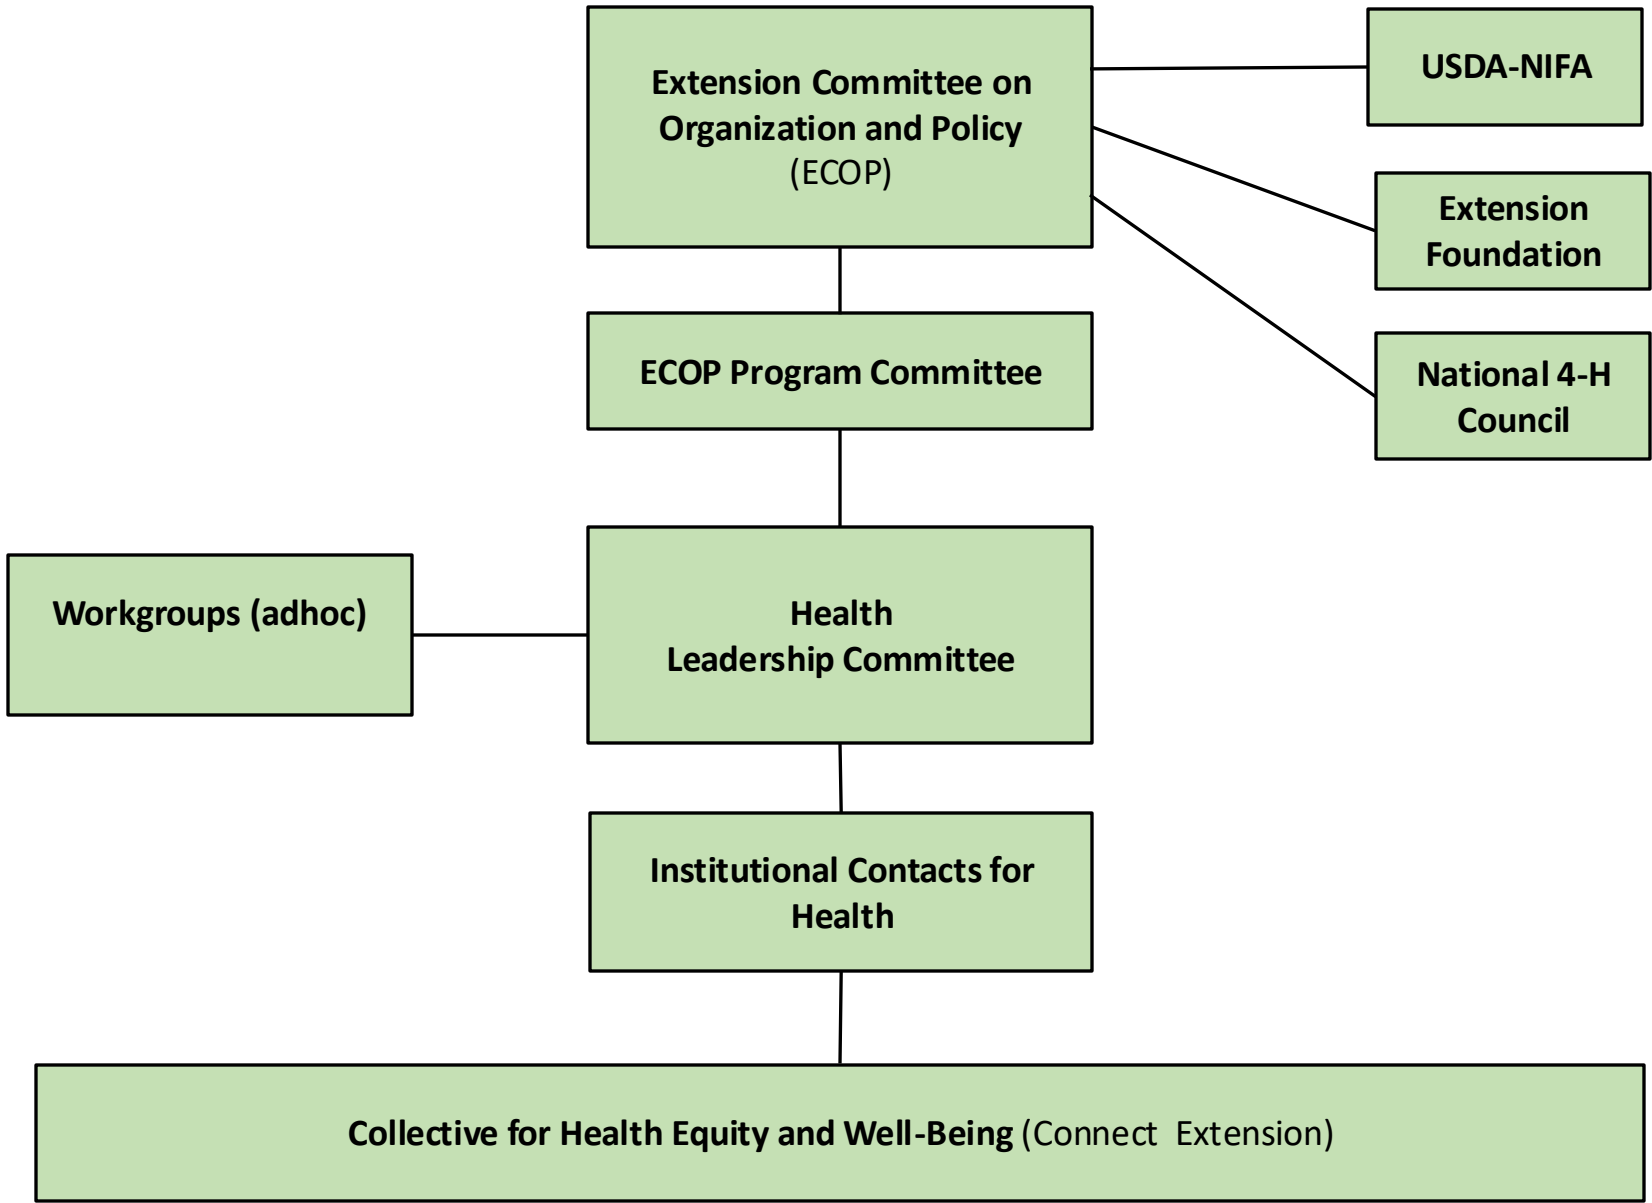 Extension Committee on
Organization and Policy
(ECOP)
USDA-NIFA
Extension
Foundation
National 4-H
Council
ECOP Program Committee
Workgroups (adhoc)
Health
Leadership Committee
Institutional Contacts for
Health
Collective for Health Equity and Well-Being (Connect Extension)